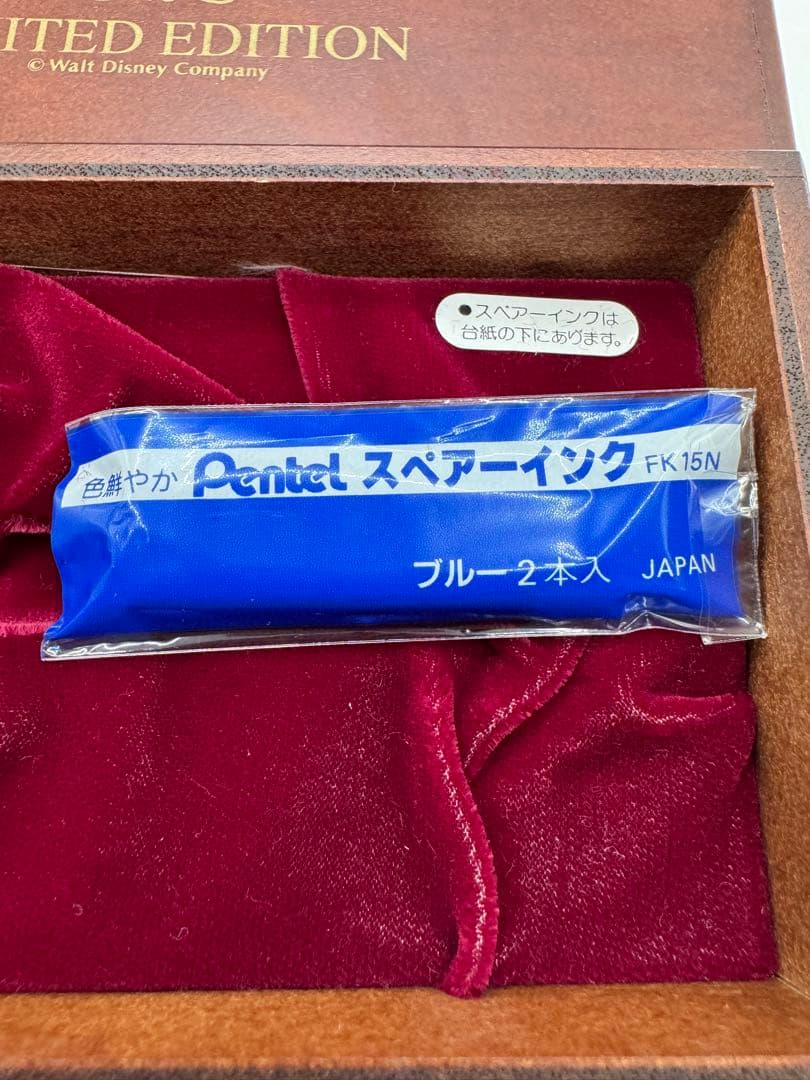 ITED EDITION
©Walt Disney Company
●スペアーインクは
台紙の下にあります。
色鮮やか Pentel スペアーインク FK15N
ブルー2本入 JAPAN